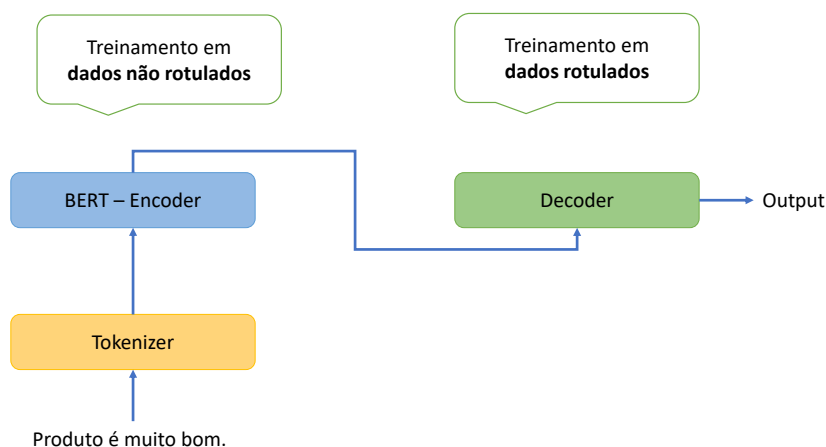 Treinamento em
dados não rotulados
Treinamento em
dados rotulados
BERT – Encoder
Decoder
Output
Tokenizer
Produto é muito bom.